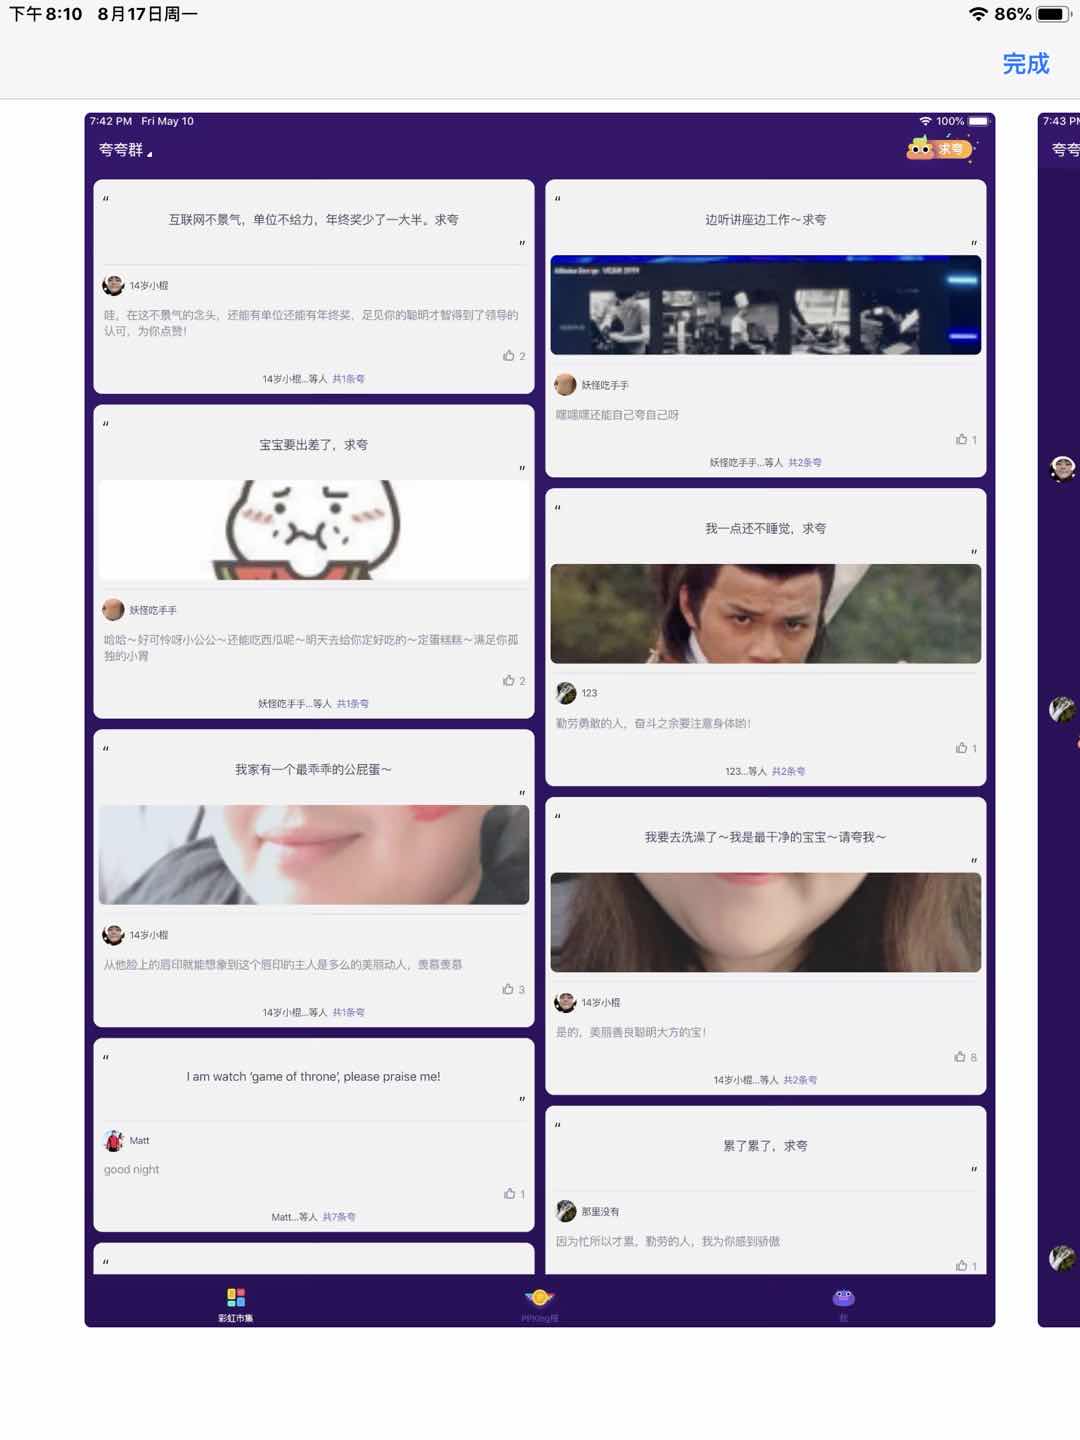 下午8:10 8月17日周一
86%
完成
7:42 PM Fri May 10
100%
夸夸群
求夸
“
互联网不景气，单位不给力，年终奖少了一大半。求夸
”
14岁小棍
哇，在这不景气的念头，还能有单位还能有年终奖，足见你的聪明才智得到了领导的
认可，为你点赞！
2
14岁小棍...等人 共1条夸
“
宝宝要出差了，求夸
”
妖怪吃手手
哈哈～好可怜呀小公公～还能吃西瓜呢～明天去给你定好吃的～定蛋糕糕～满足你孤
独的小胃
2
妖怪吃手手...等人 共1条夸
“
我家有一个最乖乖的公屁蛋～
”
14岁小棍
从他脸上的唇印就能想象到这个唇印的主人是多么的美丽动人，羡慕羡慕
3
14岁小棍...等人 共1条夸
“
I am watch ‘game of throne’, please praise me!
”
Matt
good night
1
Matt...等人 共7条夸
“
“
边听讲座边工作～求夸
”
妖怪吃手手
嘿嘿嘿还能自己夸自己呀
1
妖怪吃手手...等人 共2条夸
“
我一点还不睡觉，求夸
”
123
勤劳勇敢的人，奋斗之余要注意身体哟！
1
123...等人 共2条夸
“
我要去洗澡了～我是最干净的宝宝～请夸我～
”
14岁小棍
是的，美丽善良聪明大方的宝！
8
14岁小棍...等人 共2条夸
“
累了累了，求夸
”
那里没有
因为忙所以才累，勤劳的人，我为你感到骄傲
1
彩虹市集
PPKing榜
我
7:43 PM
夸夸